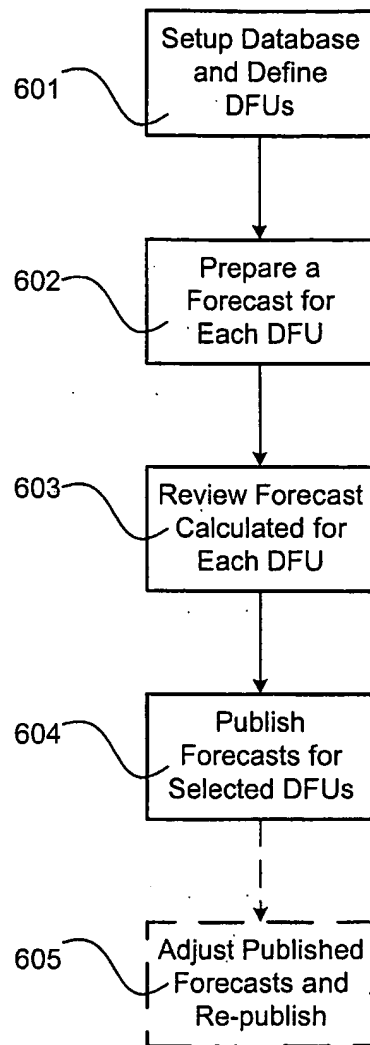 Setup Database
and Define
DFUs
601
Prepare a
Forecast for
Each DFU
602
Review Forecast
Calculated for
Each DFU
603
Publish
Forecasts for
Selected DFUs
604
Adjust Published
Forecasts and
Re-publish
605